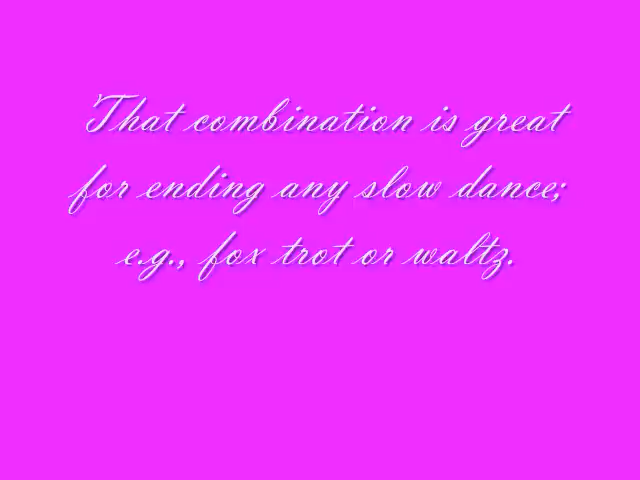 That combination is great
for ending any slow dance;
e.g., fox trot or waltz.